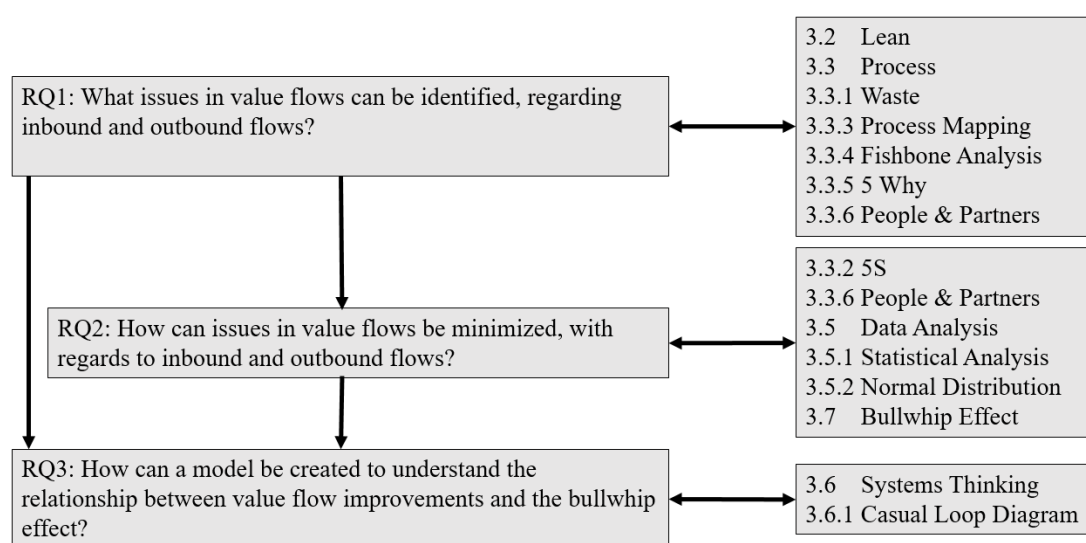 RQ1: What issues in value flows can be identified, regarding
inbound and outbound flows?
3.2 Lean
3.3 Process
3.3.1 Waste
3.3.3 Process Mapping
3.3.4 Fishbone Analysis
3.3.5 5 Why
3.3.6 People & Partners
RQ2: How can issues in value flows be minimized, with
regards to inbound and outbound flows?
3.3.2 5S
3.3.6 People & Partners
3.5 Data Analysis
3.5.1 Statistical Analysis
3.5.2 Normal Distribution
3.7 Bullwhip Effect
RQ3: How can a model be created to understand the
relationship between value flow improvements and the bullwhip
effect?
3.6 Systems Thinking
3.6.1 Casual Loop Diagram